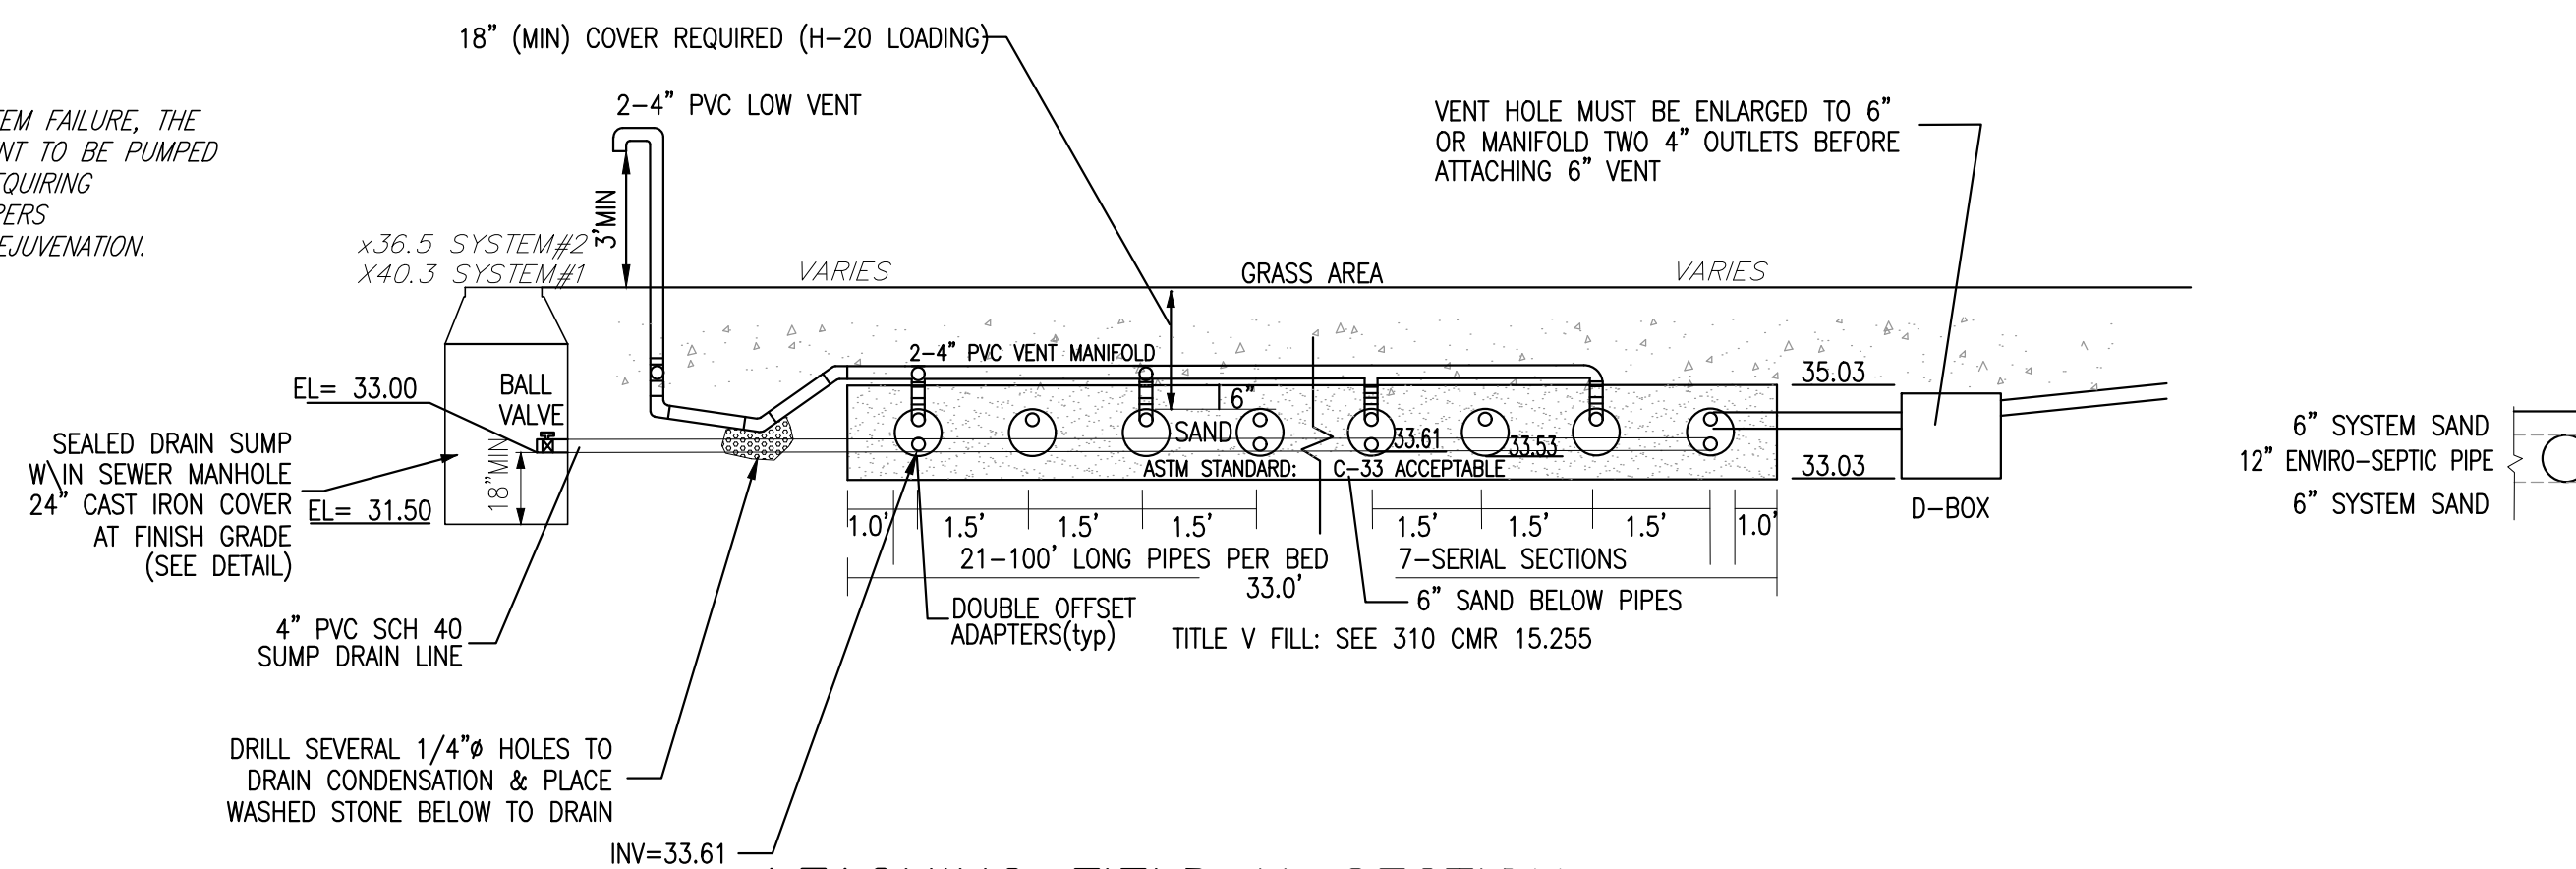 18" (MIN) COVER REQUIRED (H-20 LOADING)
2-4" PVC LOW VENT
VENT HOLE MUST BE ENLARGED TO 6"
OR MANIFOLD TWO 4" OUTLETS BEFORE
ATTACHING 6" VENT
FAILURE, THE
TO BE PUMPED
3'MIN
x36.5 SYSTEM#2
X40.3 SYSTEM#1
VARIES
GRASS AREA
VARIES
2-4" PVC VENT MANIFOLD
EL= 33.00
BALL
VALVE
6"
35.03
SEALED DRAIN SUMP
W\IN SEWER MANHOLE
24" CAST IRON COVER
AT FINISH GRADE
(SEE DETAIL)
EL= 31.50
18"MIN
SAND
33.61
33.53
ASTM STANDARD: C-33 ACCEPTABLE
33.03
D-BOX
6" SYSTEM SAND
12" ENVIRO-SEPTIC PIPE
6" SYSTEM SAND
1.0' 1.5' 1.5' 1.5' 1.5' 1.5' 1.5' 1.0'
21-100' LONG PIPES PER BED 7-SERIAL SECTIONS
33.0'
6" SAND BELOW PIPES
DOUBLE OFFSET
ADAPTERS(typ)
TITLE V FILL: SEE 310 CMR 15.255
4" PVC SCH 40
SUMP DRAIN LINE
DRILL SEVERAL 1/4"ø HOLES TO
DRAIN CONDENSATION & PLACE
WASHED STONE BELOW TO DRAIN
INV=33.61